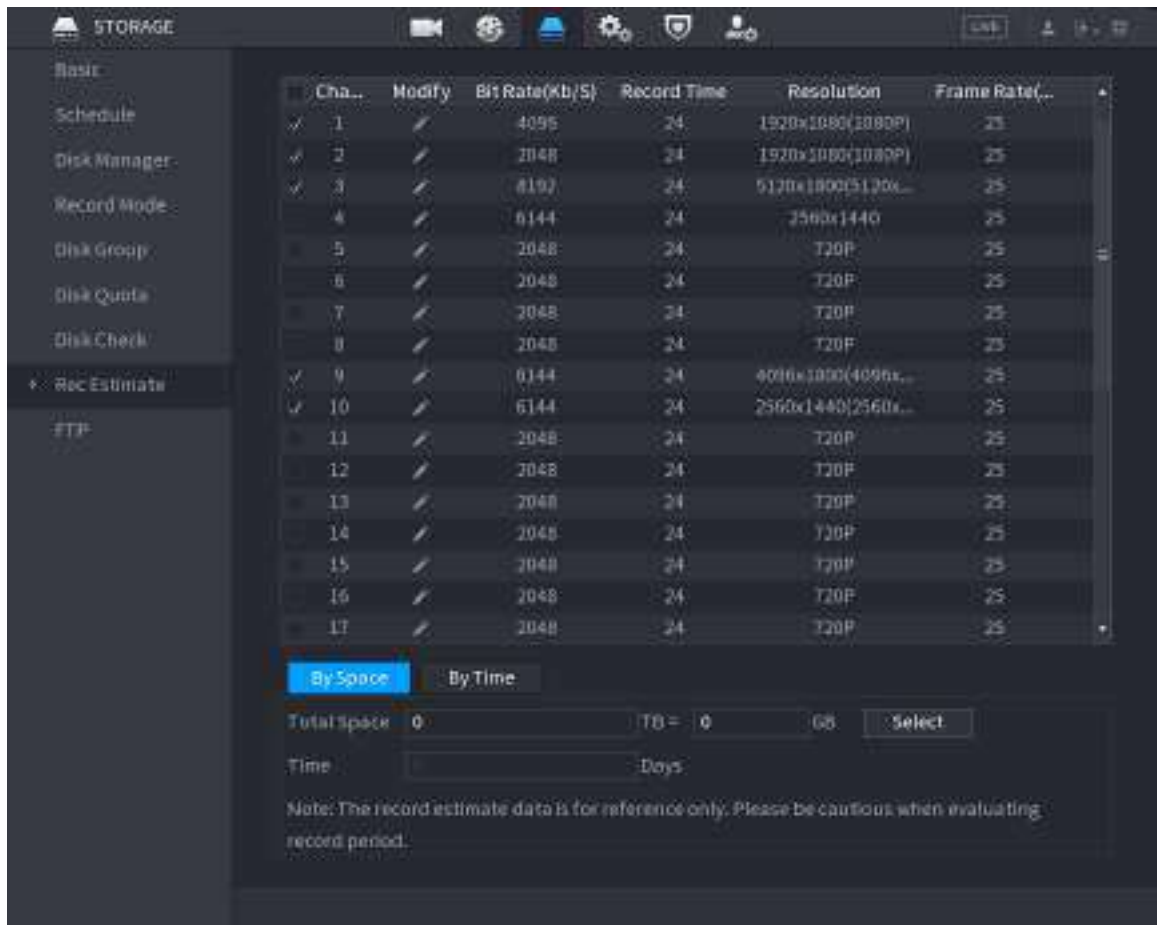 STORAGE LIVE
Basic
Schedule
Disk Manager
Record Mode
Disk Group
Disk Quota
Disk Check
Rec Estimate
FTP
Cha... Modify Bit Rate(Kb/S) Record Time Resolution Frame Rate(...
1 4096 24 1920x1080(1080P) 25
2 2048 24 1920x1080(1080P) 25
3 8192 24 5120x1800(5120x... 25
4 6144 24 2560x1440 25
5 2048 24 720P 25
6 2048 24 720P 25
7 2048 24 720P 25
8 2048 24 720P 25
9 6144 24 4096x1800(4096x... 25
10 6144 24 2560x1440(2560x... 25
11 2048 24 720P 25
12 2048 24 720P 25
13 2048 24 720P 25
14 2048 24 720P 25
15 2048 24 720P 25
16 2048 24 720P 25
17 2048 24 720P 25
By Space By Time
Total Space 0 TB = 0 GB Select
Time Days
Note: The record estimate data is for reference only. Please be cautious when evaluating
record period.